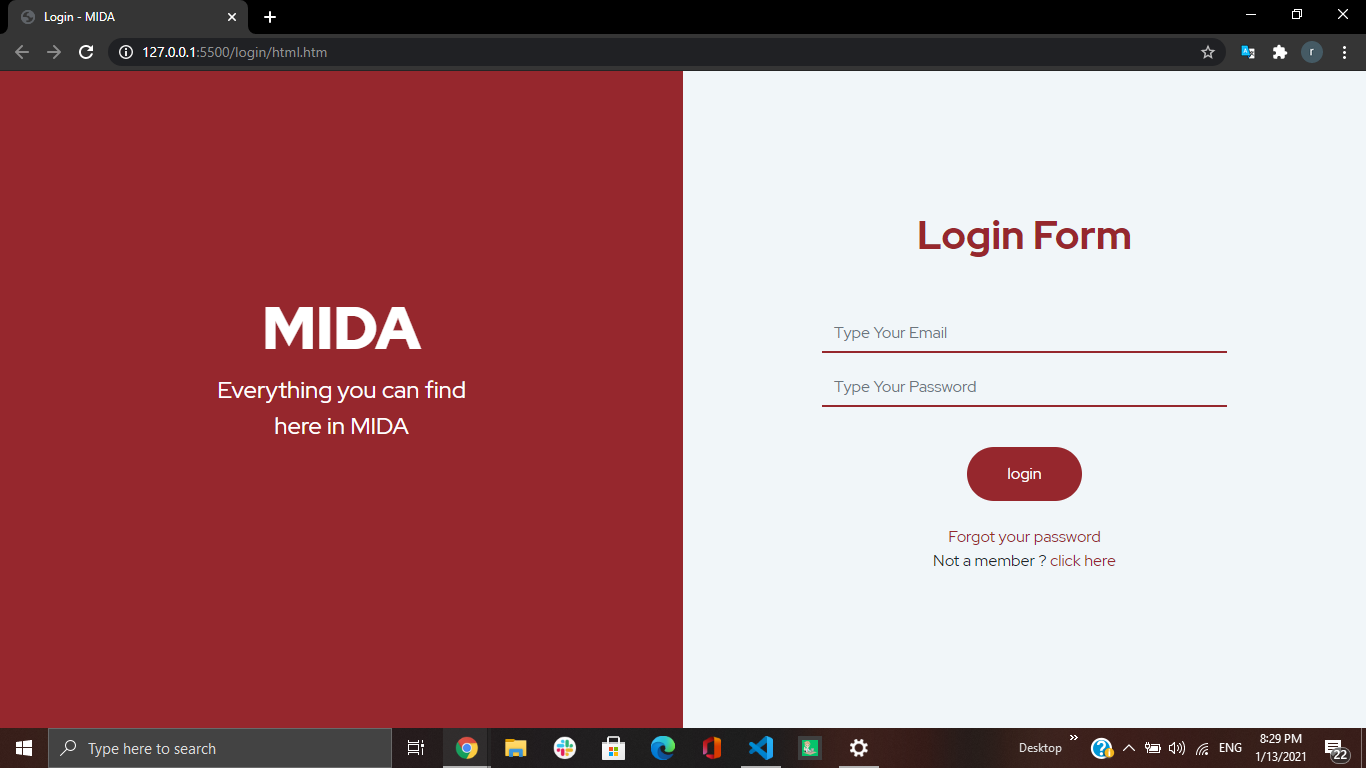 Login - MIDA
127.0.0.1:5500/login/html.htm
r
MIDA
Everything you can find
here in MIDA
Login Form
Type Your Email
Type Your Password
login
Forgot your password
Not a member ? click here
Type here to search
Desktop
ENG
8:29 PM
1/13/2021
22